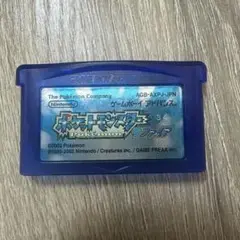 The Pokémon Company AGB-AXPJ-JPN
Nintendo ゲームボーイ アドバンス
ポケットモンスター
サファイア
©2002 Pokémon
©1995-2002 Nintendo / Creatures inc. / GAME FREAK inc.